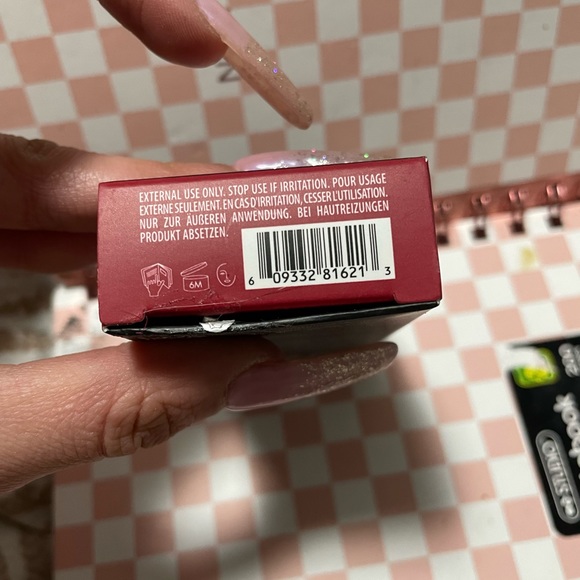 EXTERNAL USE ONLY. STOP USE IF IRRITATION. POUR USAGE
EXTERNE SEULEMENT. EN CAS D'IRRITATION, CESSER L'UTILISATION.
NUR ZUR ÄUßEREN ANWENDUNG. BEI HAUTREIZUNGEN
PRODUKT ABSETZEN.
6 09332 81621 3
6M
STUDIO